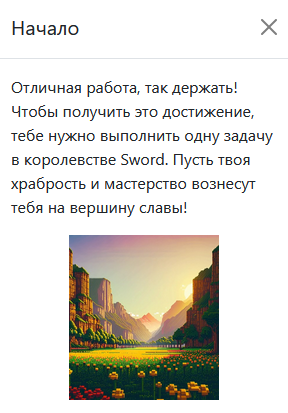 Начало
Отличная работа, так держать!
Чтобы получить это достижение,
тебе нужно выполнить одну задачу
в королевстве Sword. Пусть твоя
храбрость и мастерство вознесут
тебя на вершину славы!